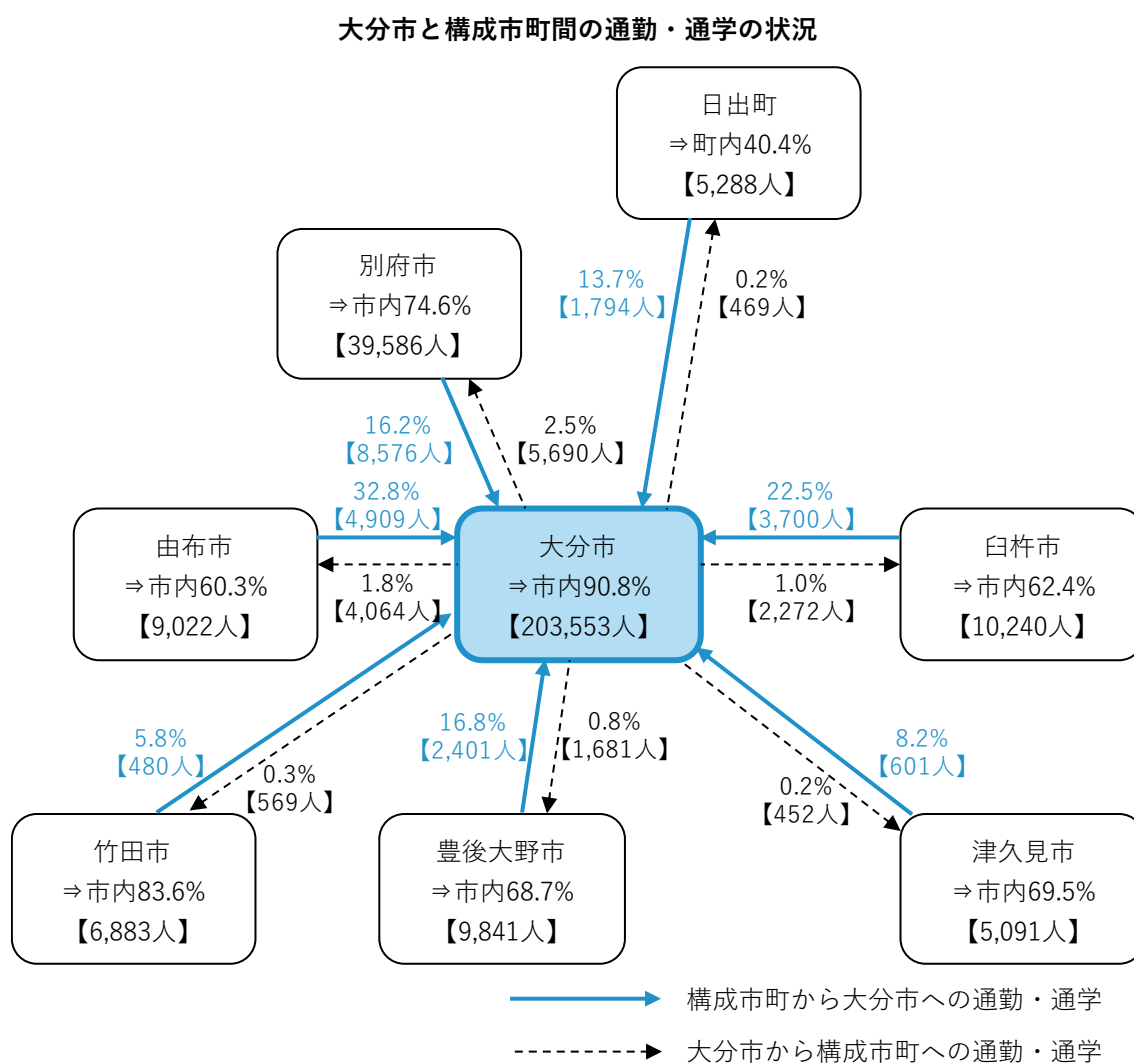 大分市と構成市町間の通勤・通学の状況
日出町
⇒町内40.4%
【5,288人】
別府市
⇒市内74.6%
【39,586人】
13.7%
【1,794人】
0.2%
【469人】
16.2%
【8,576人】
2.5%
【5,690人】
32.8%
【4,909人】
22.5%
【3,700人】
由布市
⇒市内60.3%
【9,022人】
1.8%
【4,064人】
大分市
⇒市内90.8%
【203,553人】
1.0%
【2,272人】
臼杵市
⇒市内62.4%
【10,240人】
5.8%
【480人】
0.3%
【569人】
16.8%
【2,401人】
0.8%
【1,681人】
8.2%
【601人】
0.2%
【452人】
竹田市
⇒市内83.6%
【6,883人】
豊後大野市
⇒市内68.7%
【9,841人】
津久見市
⇒市内69.5%
【5,091人】
構成市町から大分市への通勤・通学
大分市から構成市町への通勤・通学